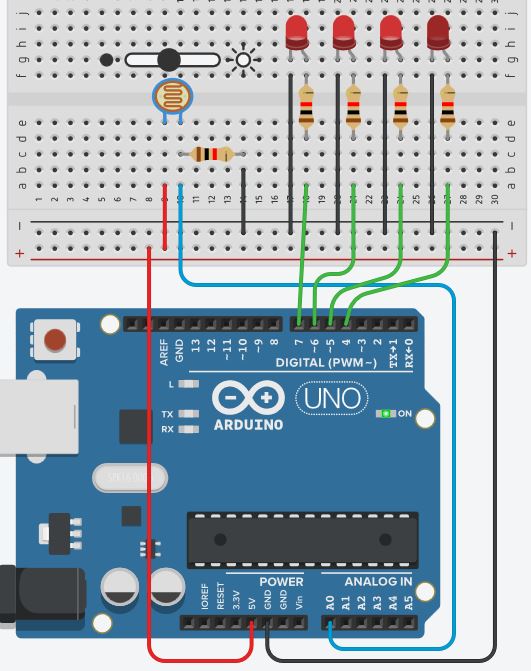 j i h g f
j i h g f
e d c b a
e d c b a
1 2 3 4 5 6 7 8 9 10 11 12 13 14 15 16 17 18 19 20 21 22 23 24 25 26 27 28 29 30
− −
+ +
AREF GND 13 12 ~11 ~10 ~9 8 7 ~6 ~5 4 ~3 2 TX→1 RX←0
DIGITAL (PWM~)
L
TX
RX
ARDUINO
UNO
ON
POWER
ANALOG IN
IOREF RESET 3.3V 5V GND GND Vin A0 A1 A2 A3 A4 A5